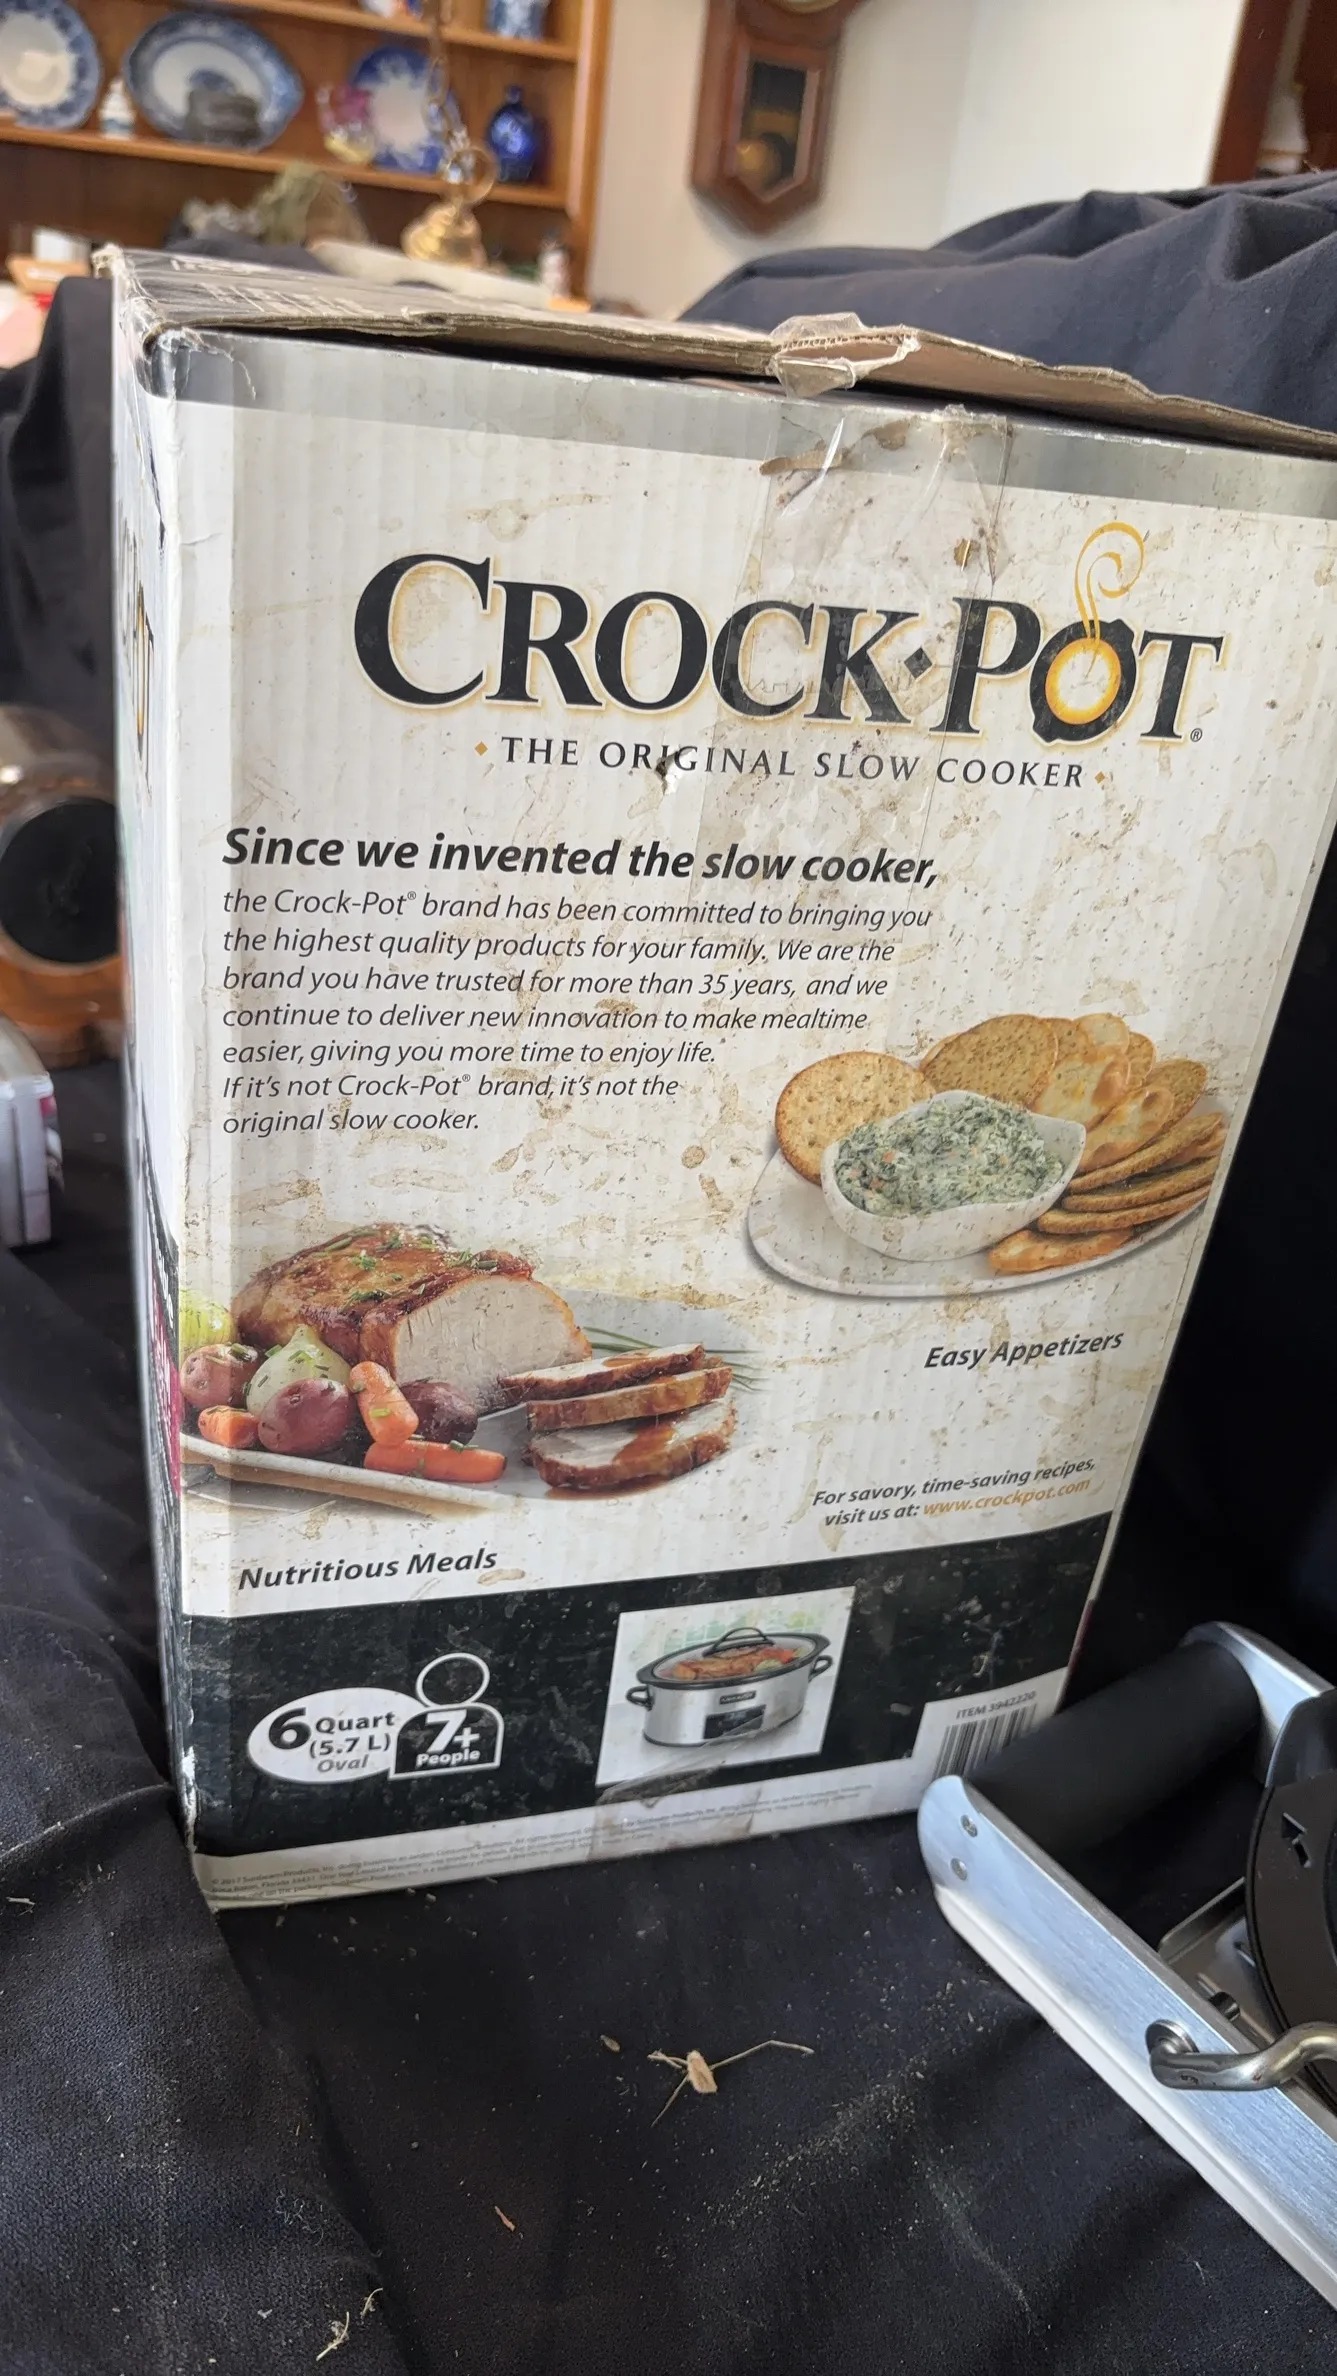 CROCK·POT®
THE ORIGINAL SLOW COOKER
Since we invented the slow cooker,
the Crock-Pot® brand has been committed to bringing you
the highest quality products for your family. We are the
brand you have trusted for more than 35 years, and we
continue to deliver new innovation to make mealtime
easier, giving you more time to enjoy life.
If it's not Crock-Pot® brand, it's not the
original slow cooker.
Easy Appetizers
For savory, time-saving recipes,
visit us at: www.crockpot.com
Nutritious Meals
6 Quart
(5.7 L)
Oval
7+
People
ITEM 3942220